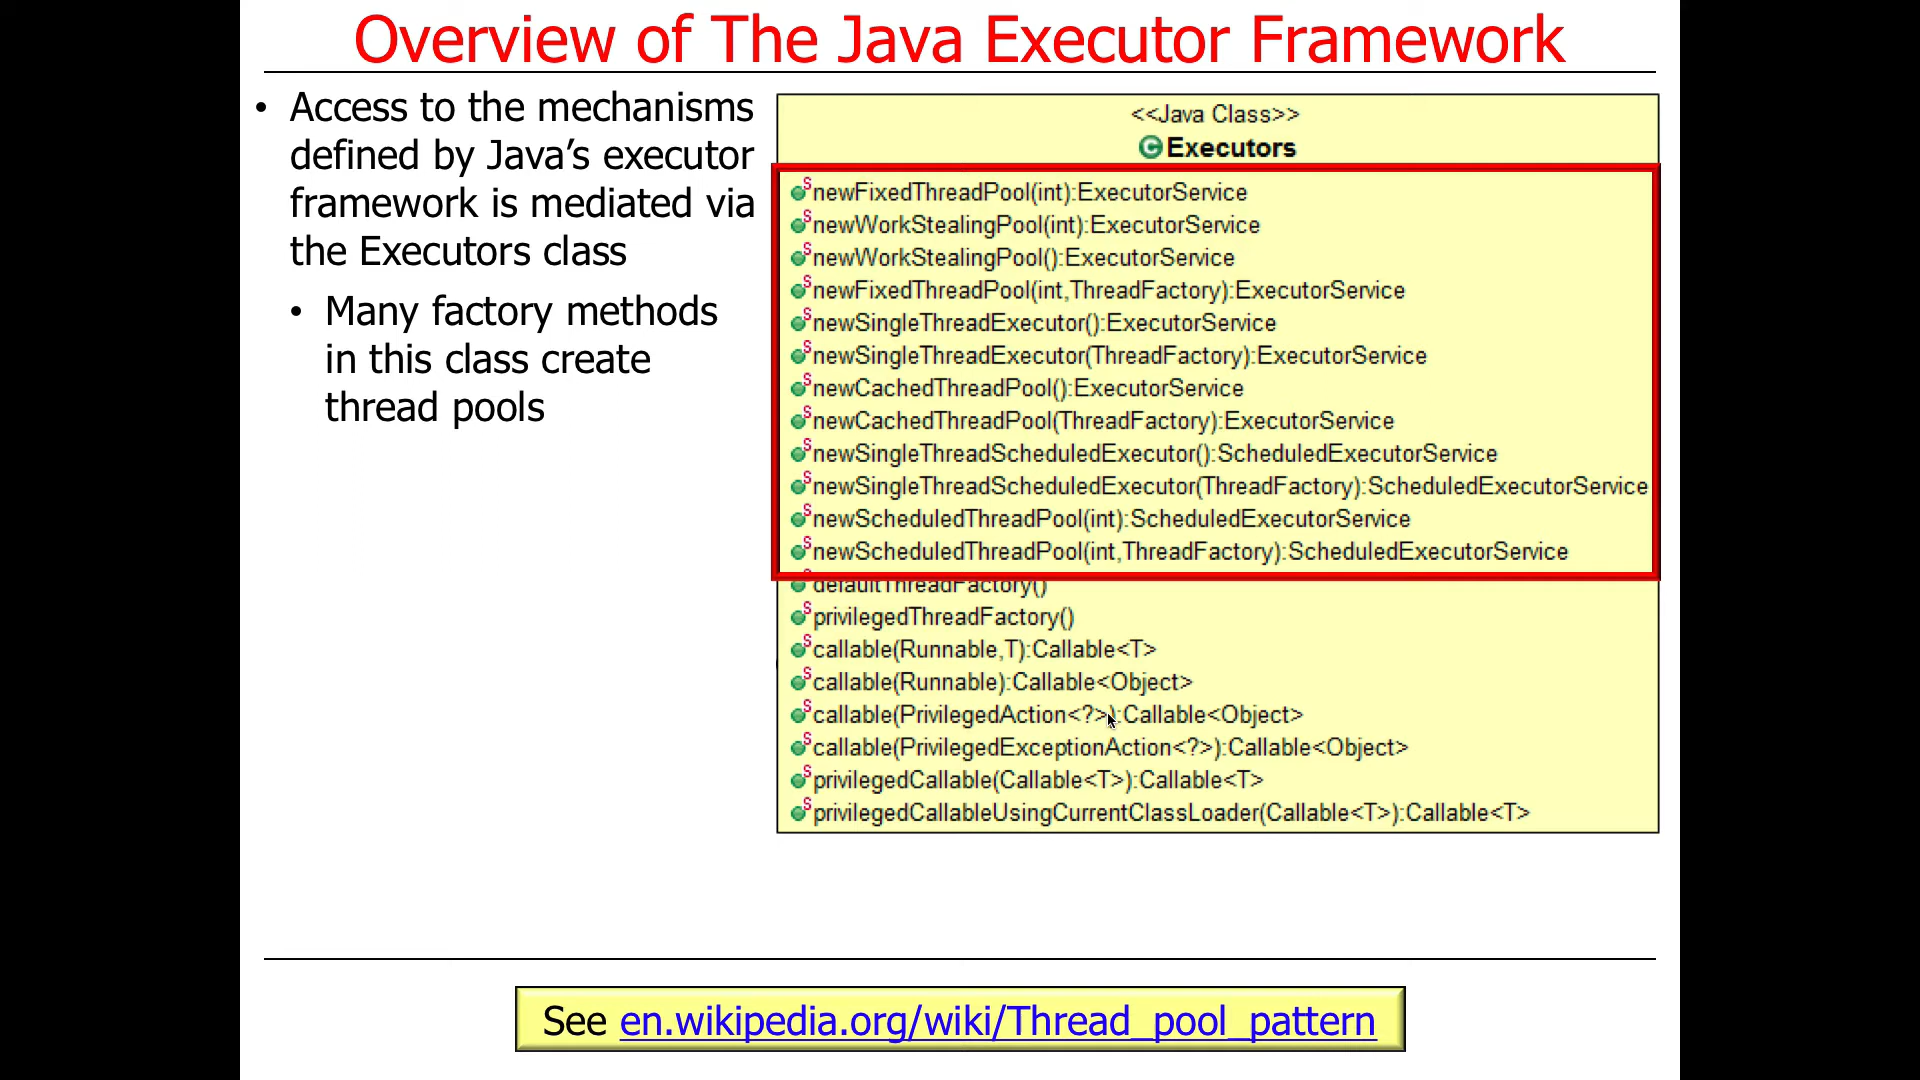 Overview of The Java Executor Framework
• Access to the mechanisms
defined by Java’s executor
framework is mediated via
the Executors class
• Many factory methods
in this class create
thread pools
<<Java Class>>
Executors
newFixedThreadPool(int):ExecutorService
newWorkStealingPool(int):ExecutorService
newWorkStealingPool():ExecutorService
newFixedThreadPool(int,ThreadFactory):ExecutorService
newSingleThreadExecutor():ExecutorService
newSingleThreadExecutor(ThreadFactory):ExecutorService
newCachedThreadPool():ExecutorService
newCachedThreadPool(ThreadFactory):ExecutorService
newSingleThreadScheduledExecutor():ScheduledExecutorService
newSingleThreadScheduledExecutor(ThreadFactory):ScheduledExecutorService
newScheduledThreadPool(int):ScheduledExecutorService
newScheduledThreadPool(int,ThreadFactory):ScheduledExecutorService
defaultThreadFactory()
privilegedThreadFactory()
callable(Runnable,T):Callable<T>
callable(Runnable):Callable<Object>
callable(PrivilegedAction<?>):Callable<Object>
callable(PrivilegedExceptionAction<?>):Callable<Object>
privilegedCallable(Callable<T>):Callable<T>
privilegedCallableUsingCurrentClassLoader(Callable<T>):Callable<T>
See en.wikipedia.org/wiki/Thread_pool_pattern